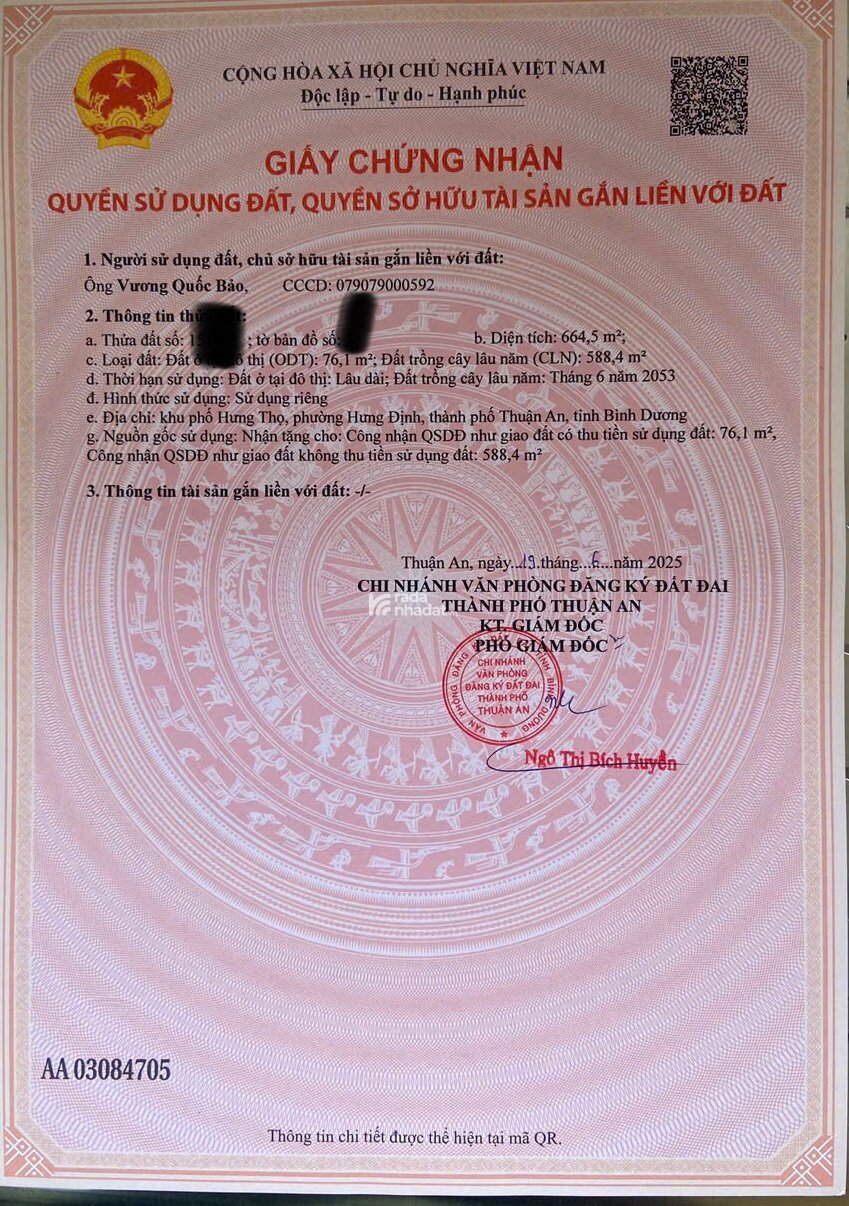 CỘNG HÒA XÃ HỘI CHỦ NGHĨA VIỆT NAM
Độc lập - Tự do - Hạnh phúc
GIẤY CHỨNG NHẬN
QUYỀN SỬ DỤNG ĐẤT, QUYỀN SỞ HỮU TÀI SẢN GẮN LIỀN VỚI ĐẤT
1. Người sử dụng đất, chủ sở hữu tài sản gắn liền với đất:
Ông Vương Quốc Bảo, CCCD: 079079000592
2. Thông tin
a. Thửa đất số: ; tờ bản đồ số: b. Diện tích: 664,5 m²;
c. Loại đất: Đất ở thị (ODT): 76,1 m²; Đất trồng cây lâu năm (CLN): 588,4 m²
d. Thời hạn sử dụng: Đất ở tại đô thị: Lâu dài; Đất trồng cây lâu năm: Tháng 6 năm 2053
đ. Hình thức sử dụng: Sử dụng riêng
e. Địa chỉ: khu phố Hưng Thọ, phường Hưng Định, thành phố Thuận An, tỉnh Bình Dương
g. Nguồn gốc sử dụng: Nhận tặng cho: Công nhận QSDĐ như giao đất có thu tiền sử dụng đất: 76,1 m²,
Công nhận QSDĐ như giao đất không thu tiền sử dụng đất: 588,4 m²
3. Thông tin tài sản gắn liền với đất: -/-
Thuận An, ngày...19.tháng...6...năm 2025
CHI NHÁNH VĂN PHÒNG ĐĂNG KÝ ĐẤT ĐAI
THÀNH PHỐ THUẬN AN
KT. GIÁM ĐỐC
PHÓ GIÁM ĐỐC
CHI NHÁNH
VĂN PHÒNG
ĐĂNG KÝ ĐẤT ĐAI
THÀNH PHỐ
THUẬN AN
Ngô Thị Bích Huyền
rada
nhadat
AA 03084705
Thông tin chi tiết được thể hiện tại mã QR.